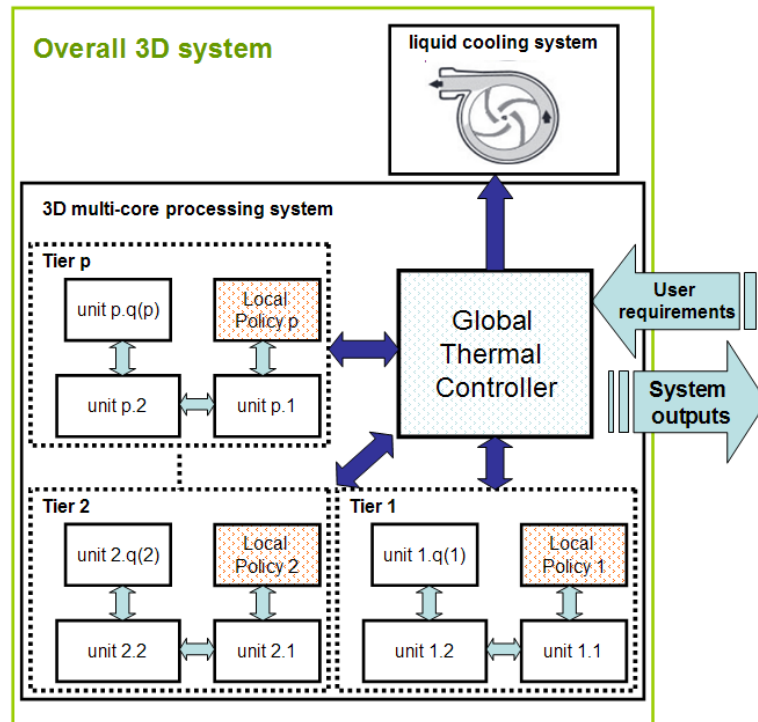 Overall 3D system
liquid cooling system
3D multi-core processing system
Tier p
unit p.q(p)
Local
Policy p
unit p.2
unit p.1
Global
Thermal
Controller
User
requirements
System
outputs
Tier 2
unit 2.q(2)
Local
Policy 2
unit 2.2
unit 2.1
Tier 1
unit 1.q(1)
Local
Policy 1
unit 1.2
unit 1.1